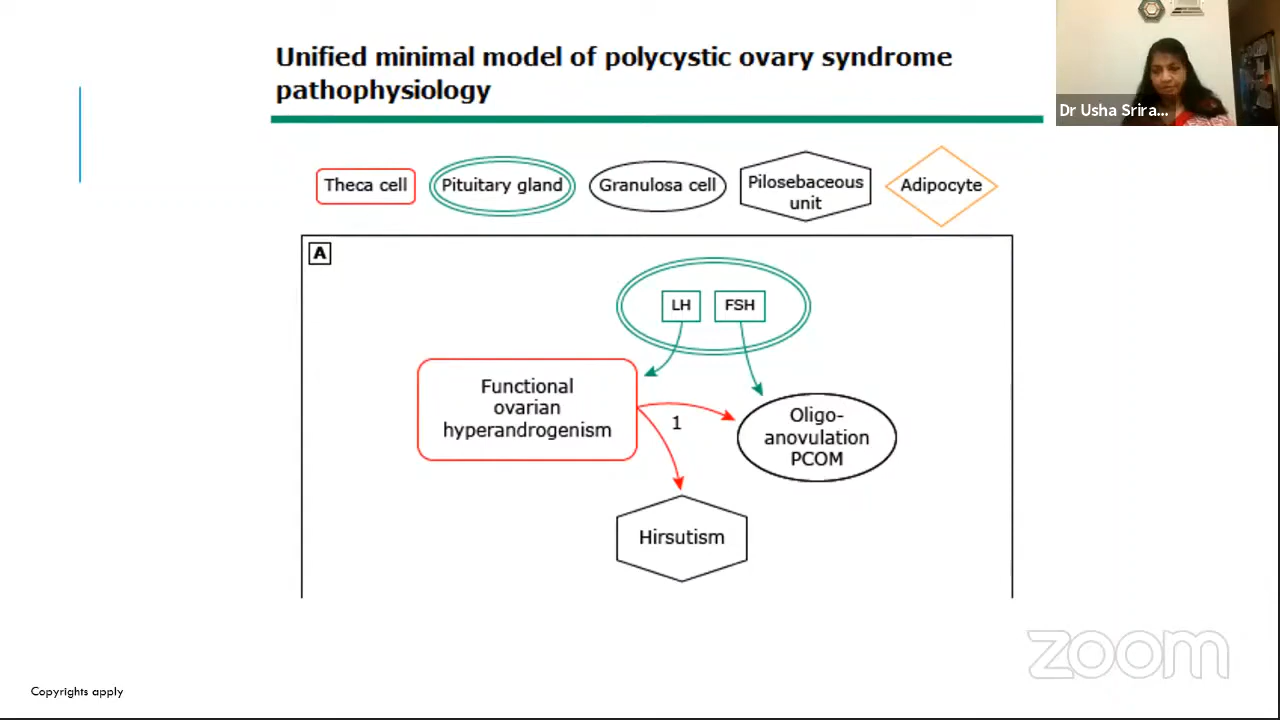 Unified minimal model of polycystic ovary syndrome
pathophysiology
Dr Usha Srira...
Theca cell
Pituitary gland
Granulosa cell
Pilosebaceous
unit
Adipocyte
A
LH
FSH
Functional
ovarian
hyperandrogenism
1
Oligo-
anovulation
PCOM
Hirsutism
zoom
Copyrights apply